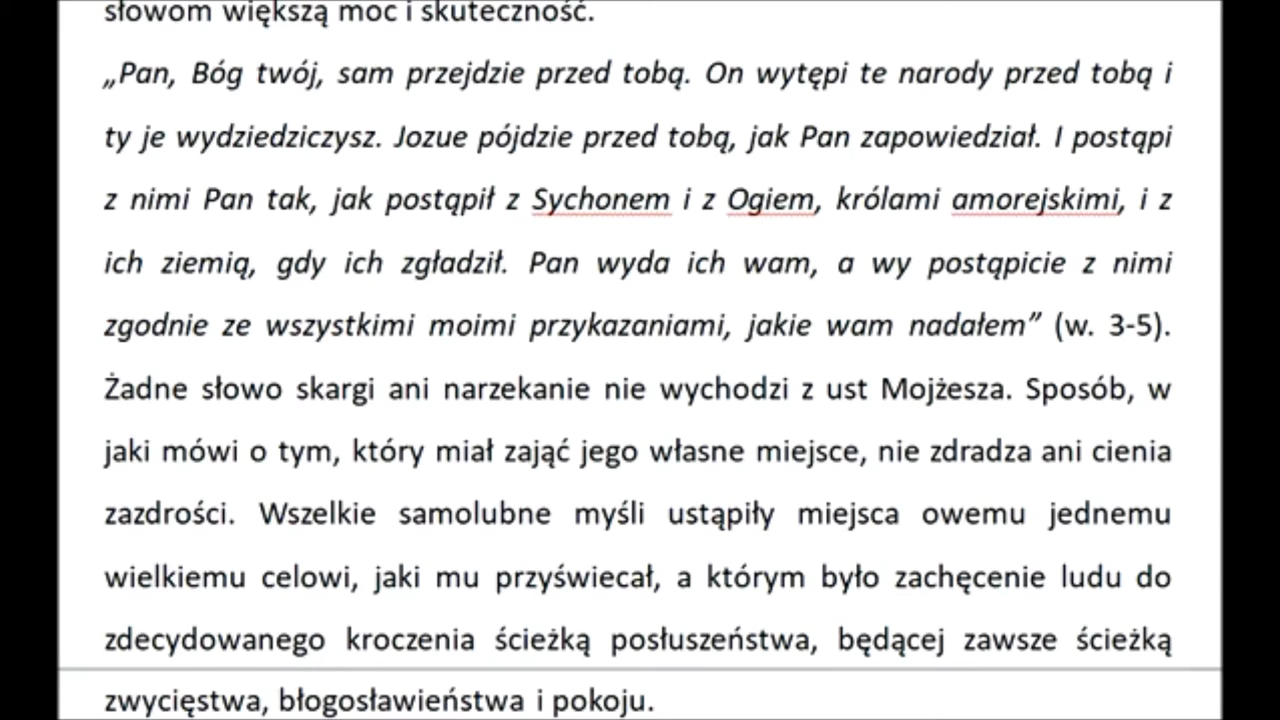 słowom większą moc i skuteczność.
„Pan, Bóg twój, sam przejdzie przed tobą. On wytępi te narody przed tobą i
ty je wydziedziczysz. Jozue pójdzie przed tobą, jak Pan zapowiedział. I postąpi
z nimi Pan tak, jak postąpił z Sychonem i z Ogiem, królami amorejskimi, i z
ich ziemią, gdy ich zgładził. Pan wyda ich wam, a wy postąpicie z nimi
zgodnie ze wszystkimi moimi przykazaniami, jakie wam nadałem” (w. 3-5).
Żadne słowo skargi ani narzekanie nie wychodzi z ust Mojżesza. Sposób, w
jaki mówi o tym, który miał zająć jego własne miejsce, nie zdradza ani cienia
zazdrości. Wszelkie samolubne myśli ustąpiły miejsca owemu jednemu
wielkiemu celowi, jaki mu przyświecał, a którym było zachęcenie ludu do
zdecydowanego kroczenia ścieżką posłuszeństwa, będącej zawsze ścieżką
zwycięstwa, błogosławieństwa i pokoju.